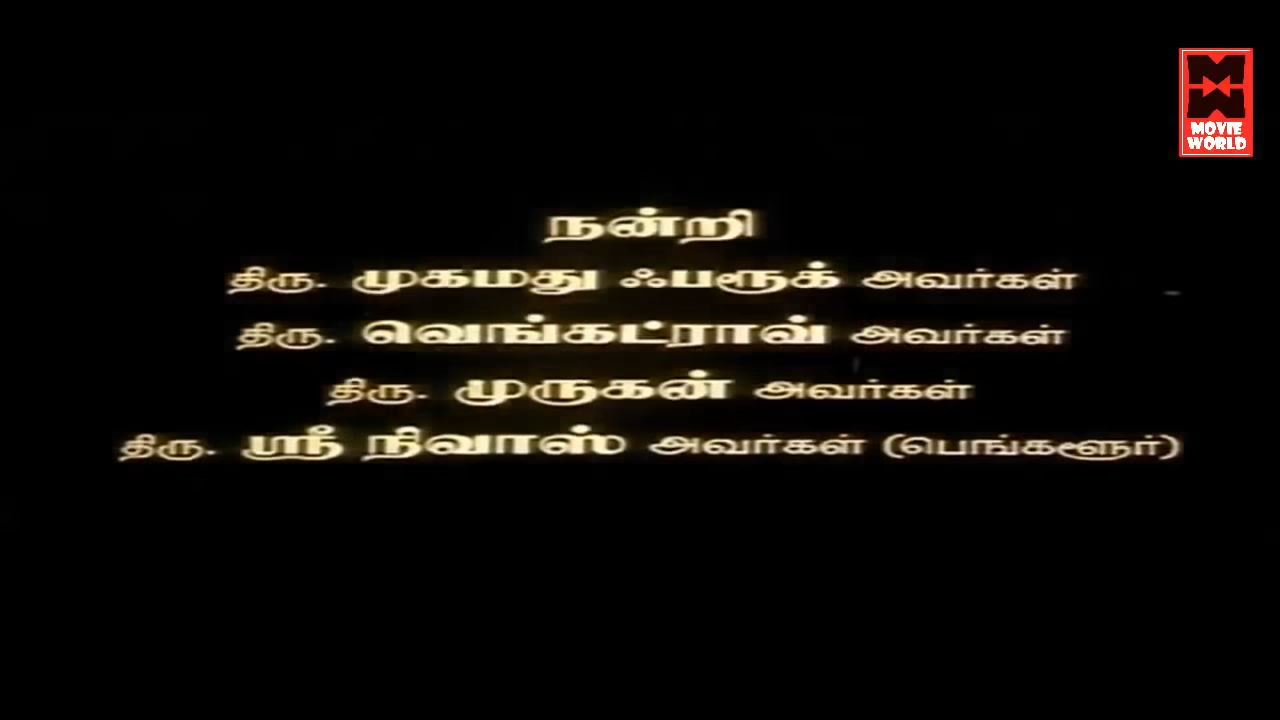 நன்றி
திரு. முகமது ஃபரூக் அவர்கள்
திரு. வெங்கட்ராவ் அவர்கள்
திரு. முருகன் அவர்கள்
திரு. ஸ்ரீ நிவாஸ் அவர்கள் (பெங்களூர்)
MOVIE
WORLD